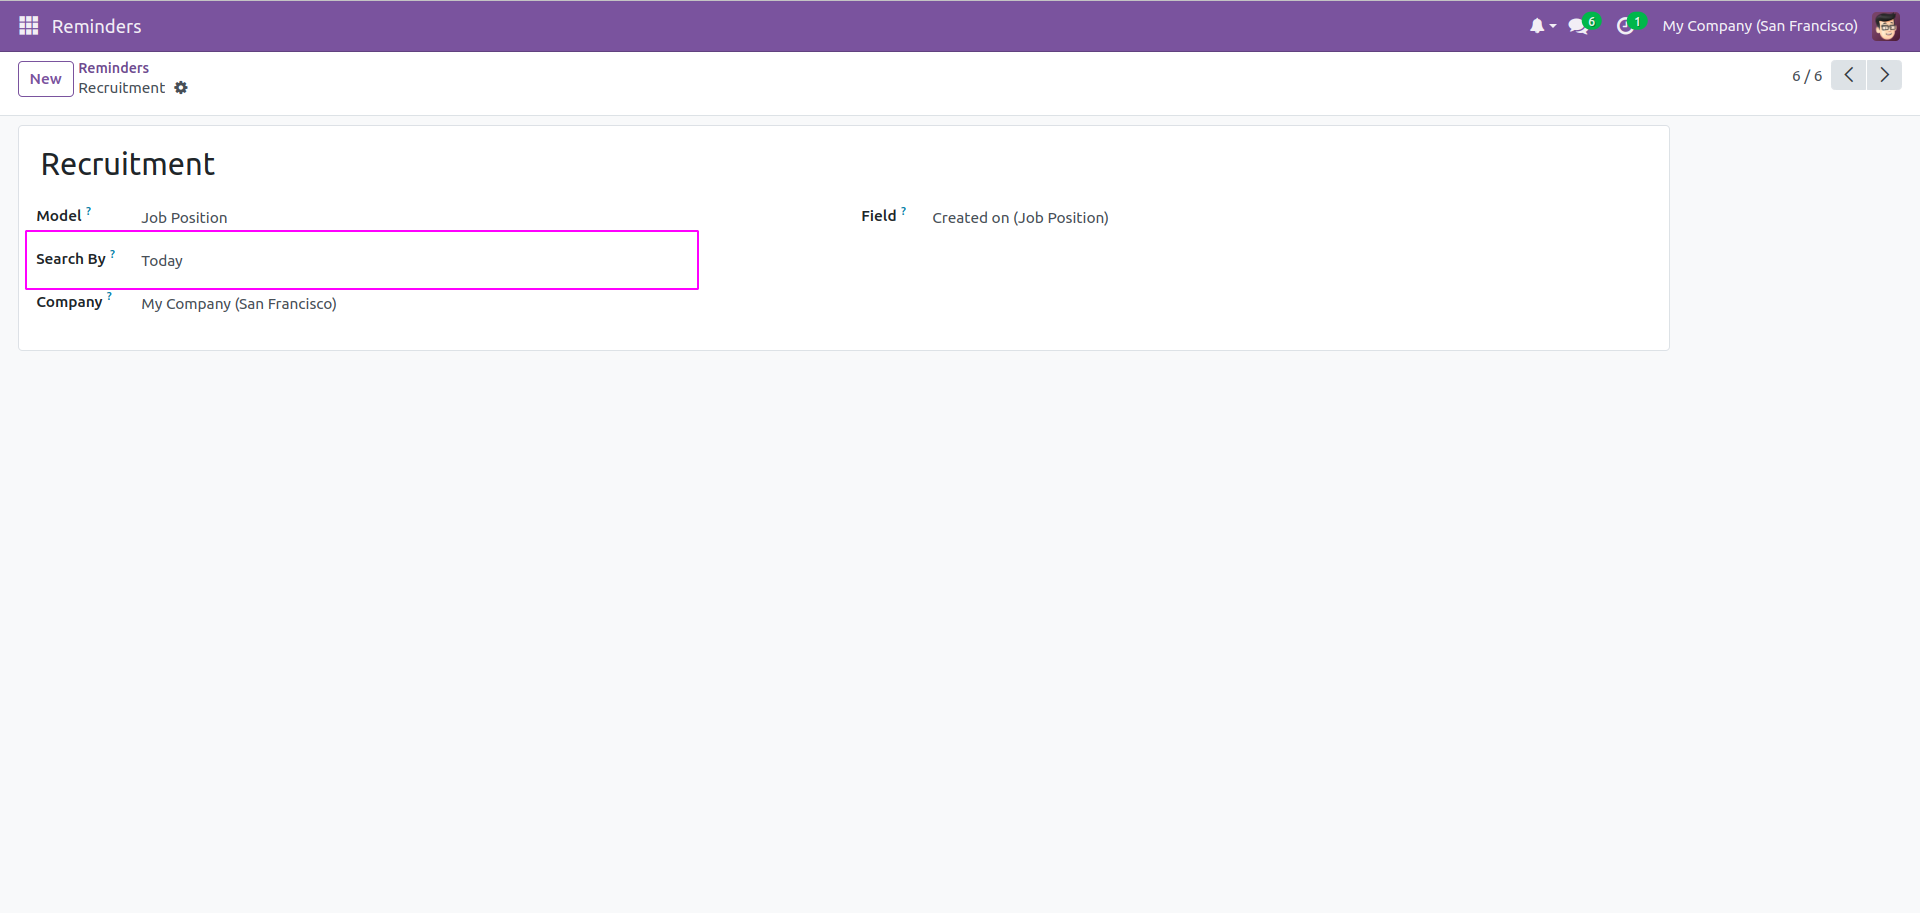 Reminders
6
1
My Company (San Francisco)
New
Reminders
Recruitment
6 / 6
Recruitment
Model ? Job Position
Field ? Created on (Job Position)
Search By ? Today
Company ? My Company (San Francisco)